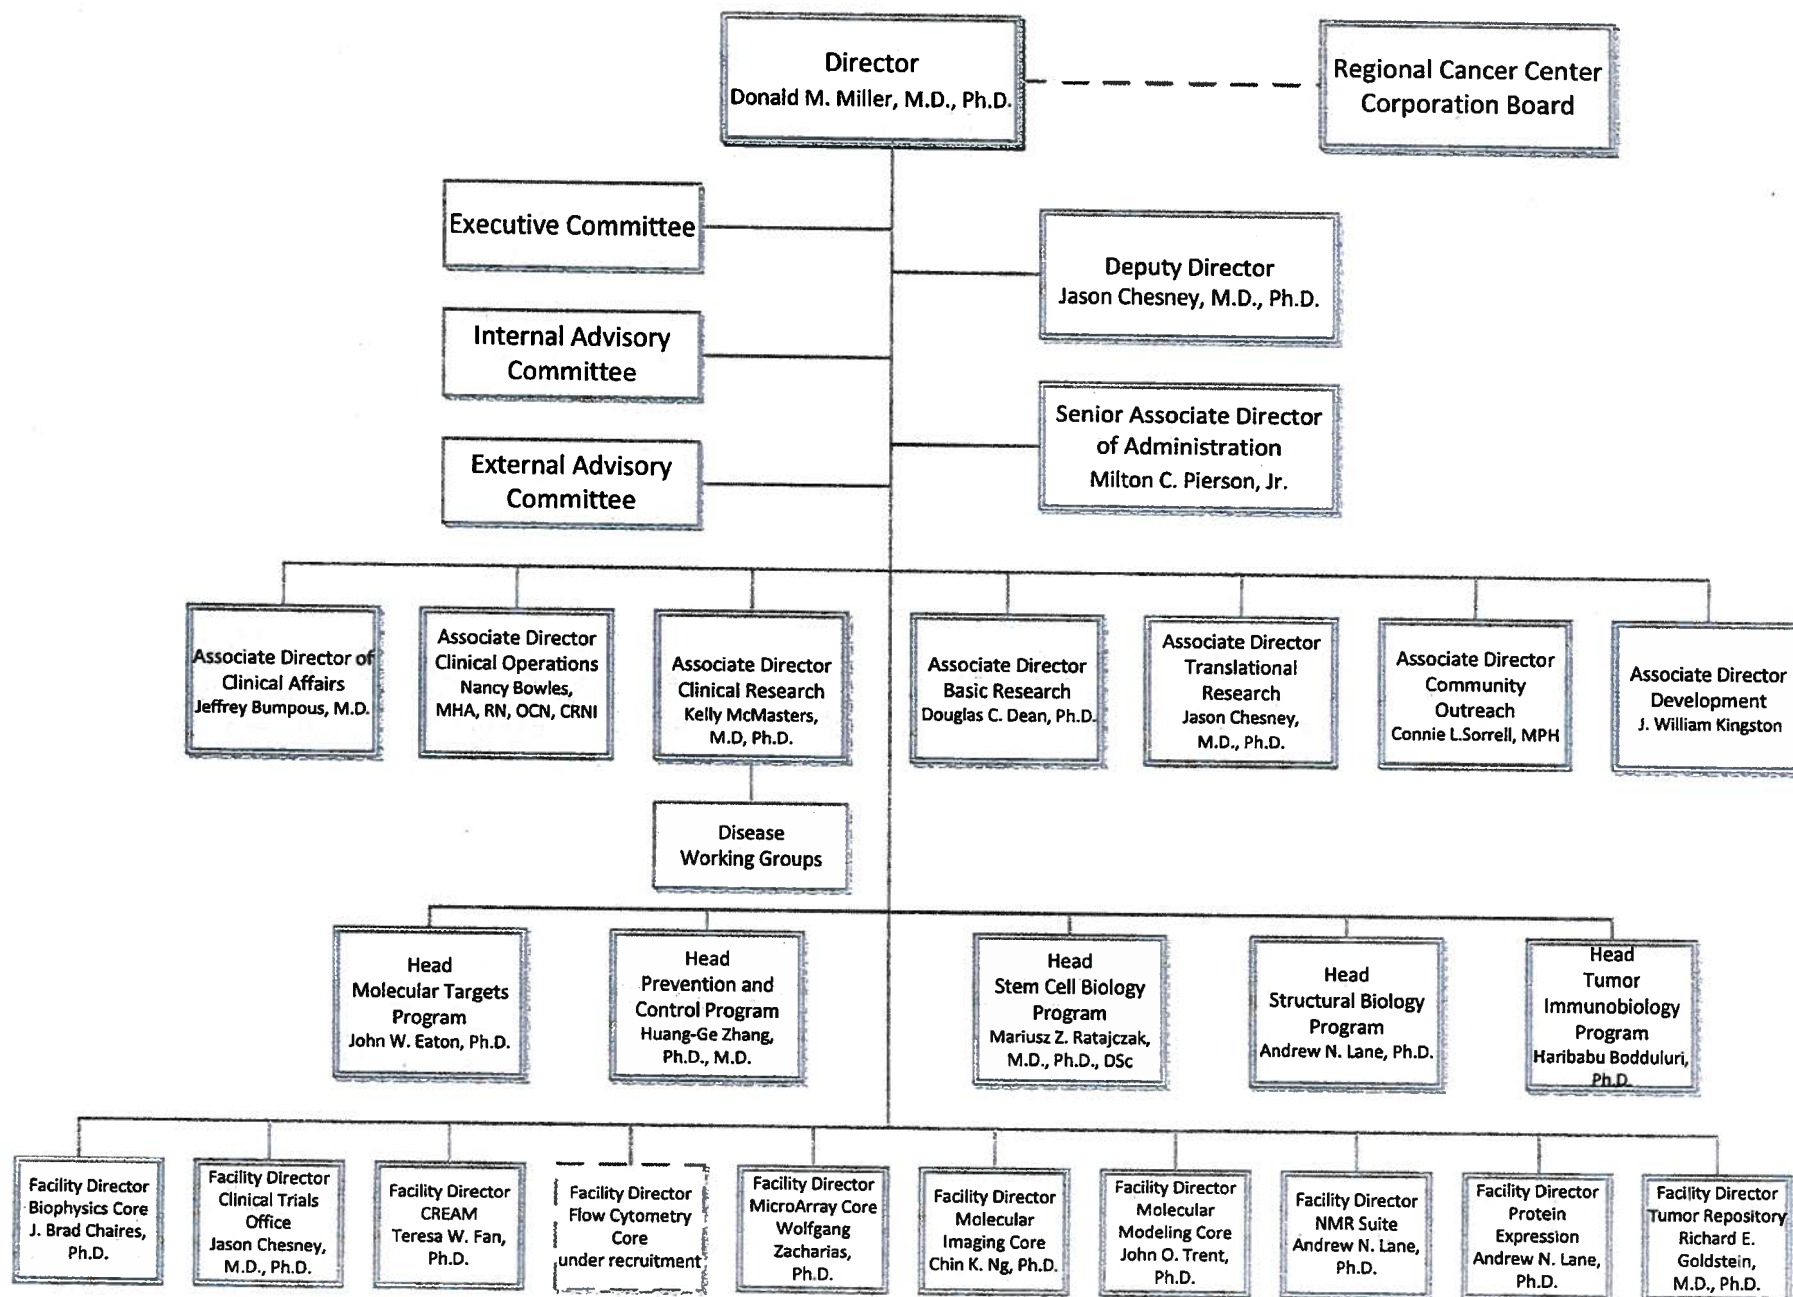 Director
Donald M. Miller, M.D., Ph.D.
Regional Cancer Center
Corporation Board
Executive Committee
Deputy Director
Jason Chesney, M.D., Ph.D.
Internal Advisory
Committee
Senior Associate Director
of Administration
Milton C. Pierson, Jr.
External Advisory
Committee
Associate Director of
Clinical Affairs
Jeffrey Bumpous, M.D.
Associate Director
Clinical Operations
Nancy Bowles,
MHA, RN, OCN, CRNI
Associate Director
Clinical Research
Kelly McMasters,
M.D, Ph.D.
Associate Director
Basic Research
Douglas C. Dean, Ph.D.
Associate Director
Translational
Research
Jason Chesney,
M.D., Ph.D.
Associate Director
Community
Outreach
Connie L.Sorrell, MPH
Associate Director
Development
J. William Kingston
Disease
Working Groups
Head
Molecular Targets
Program
John W. Eaton, Ph.D.
Head
Prevention and
Control Program
Huang-Ge Zhang,
Ph.D., M.D.
Head
Stem Cell Biology
Program
Mariusz Z. Ratajczak,
M.D., Ph.D., DSc
Head
Structural Biology
Program
Andrew N. Lane, Ph.D.
Head
Tumor
Immunobiology
Program
Haribabu Bodduluri,
Ph.D.
Facility Director
Biophysics Core
J. Brad Chaires,
Ph.D.
Facility Director
Clinical Trials
Office
Jason Chesney,
M.D., Ph.D.
Facility Director
CREAM
Teresa W. Fan,
Ph.D.
Facility Director
Flow Cytometry
Core
under recruitment
Facility Director
MicroArray Core
Wolfgang
Zacharias,
Ph.D.
Facility Director
Molecular
Imaging Core
Chin K. Ng, Ph.D.
Facility Director
Molecular
Modeling Core
John O. Trent,
Ph.D.
Facility Director
NMR Suite
Andrew N. Lane,
Ph.D.
Facility Director
Protein
Expression
Andrew N. Lane,
Ph.D.
Facility Director
Tumor Repository
Richard E.
Goldstein,
M.D., Ph.D.